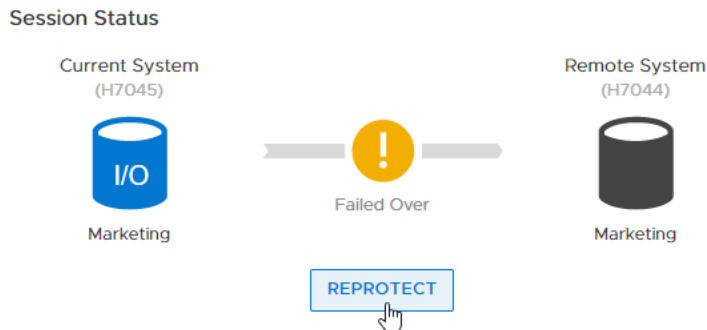 Session Status
Current System
(H7045)
Remote System
(H7044)
I/O
!
Failed Over
Marketing
Marketing
REPROTECT